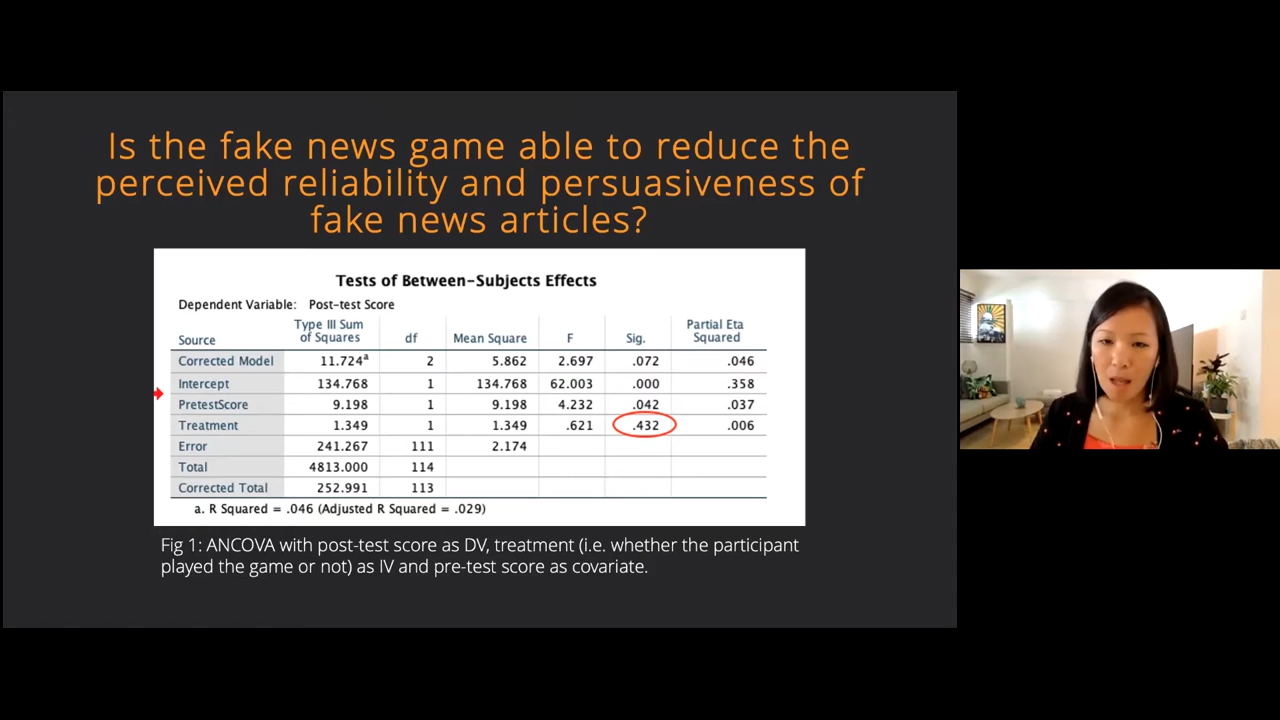 Is the fake news game able to reduce the
perceived reliability and persuasiveness of
fake news articles?
Tests of Between-Subjects Effects
Dependent Variable: Post-test Score
Source Type III Sum of Squares df Mean Square F Sig. Partial Eta Squared
Corrected Model 11.724a 2 5.862 2.697 .072 .046
Intercept 134.768 1 134.768 62.003 .000 .358
PretestScore 9.198 1 9.198 4.232 .042 .037
Treatment 1.349 1 1.349 .621 .432 .006
Error 241.267 111 2.174
Total 4813.000 114
Corrected Total 252.991 113
a. R Squared = .046 (Adjusted R Squared = .029)
Fig 1: ANCOVA with post-test score as DV, treatment (i.e. whether the participant
played the game or not) as IV and pre-test score as covariate.